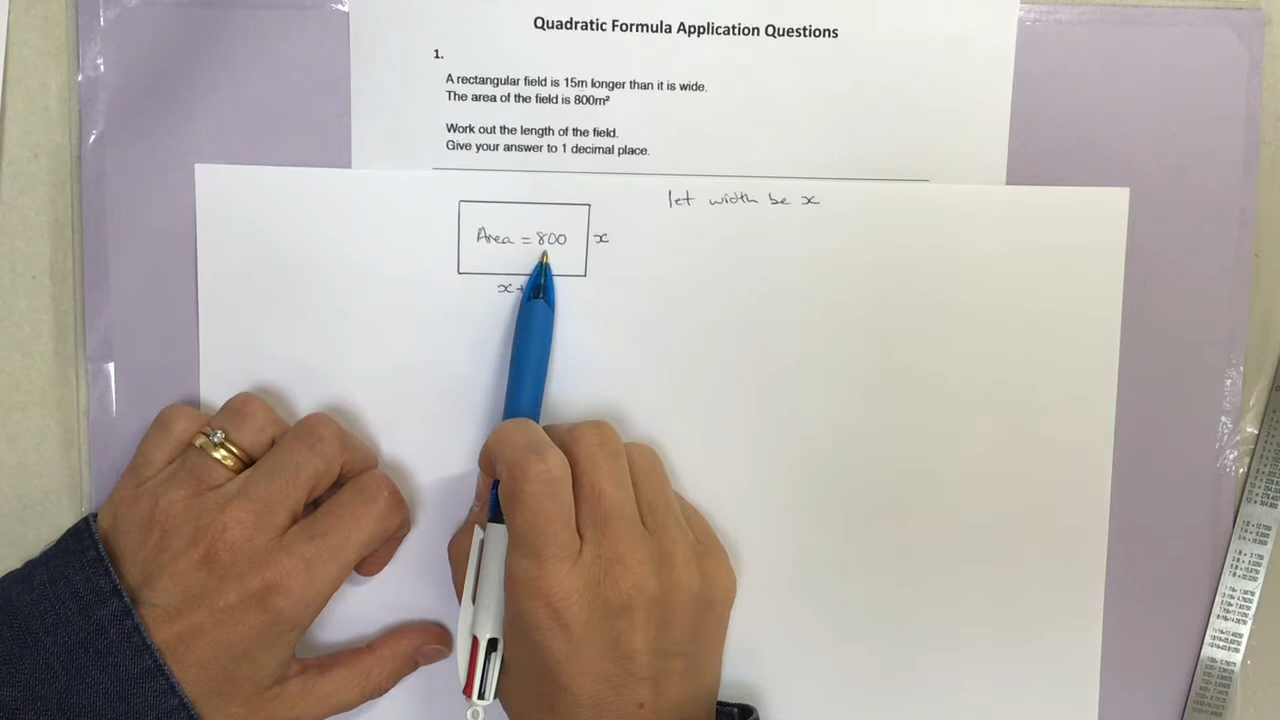 Quadratic Formula Application Questions
1.
A rectangular field is 15m longer than it is wide.
The area of the field is 800m²
Work out the length of the field.
Give your answer to 1 decimal place.
let width be x
Area = 800
x
x+